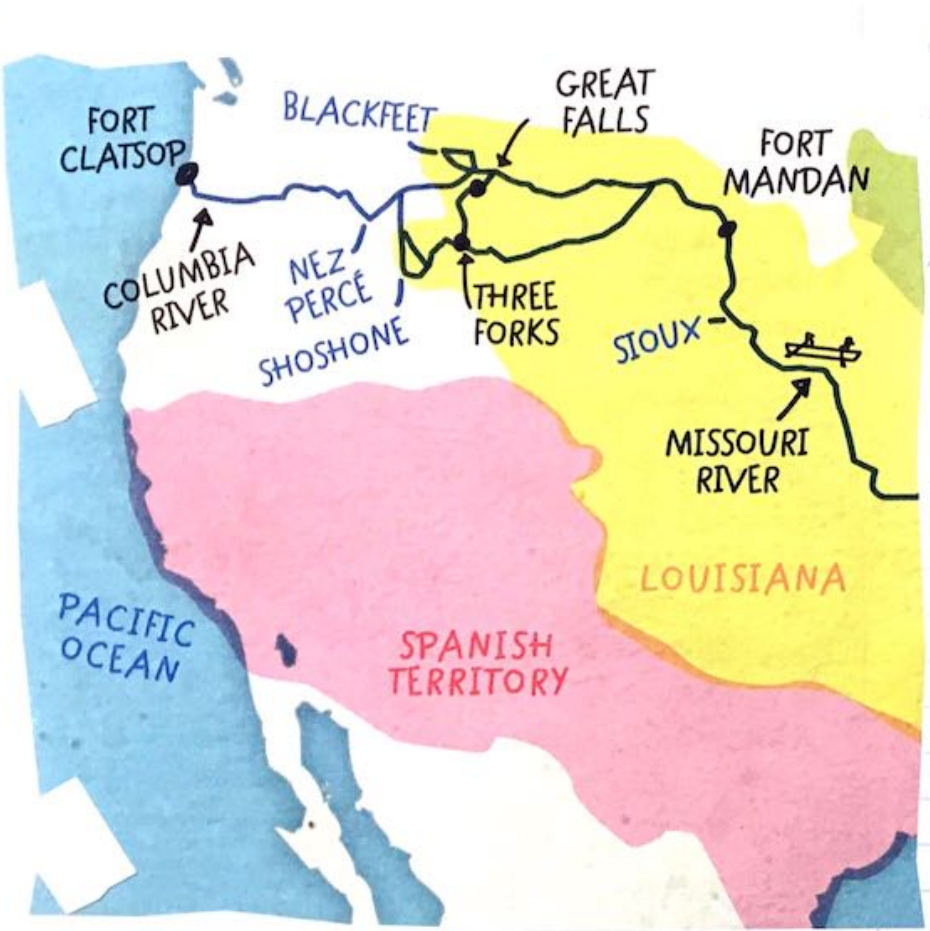 GREAT
FALLS
BLACKFEET
FORT
CLATSOP
FORT
MANDAN
COLUMBIA
RIVER
NEZ
PERCÉ
THREE
FORKS
SHOSHONE
SIOUX
MISSOURI
RIVER
LOUISIANA
PACIFIC
OCEAN
SPANISH
TERRITORY